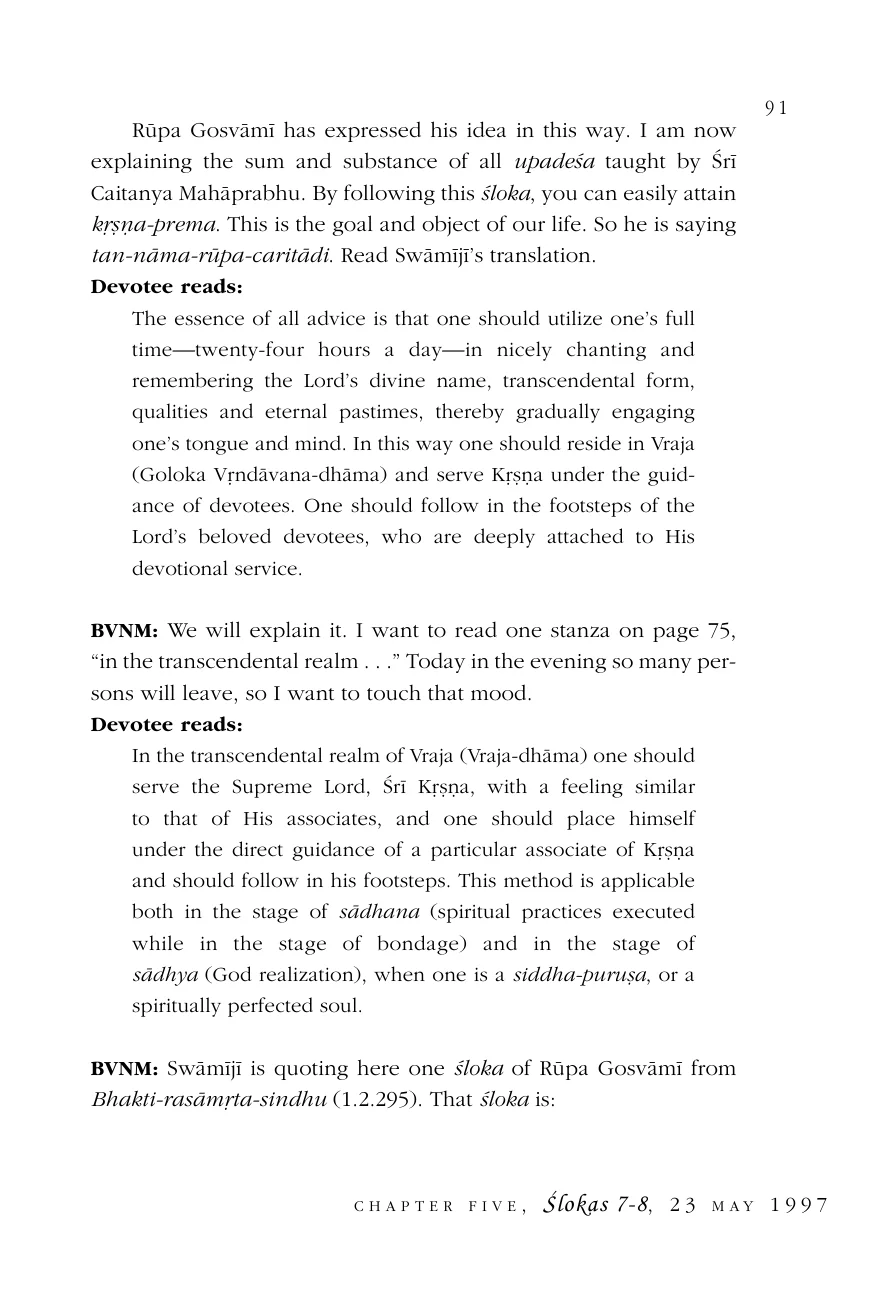 91
Rūpa Gosvāmī has expressed his idea in this way. I am now
explaining the sum and substance of all upadeśa taught by Śrī
Caitanya Mahāprabhu. By following this śloka, you can easily attain
kṛṣṇa-prema. This is the goal and object of our life. So he is saying
tan-nāma-rūpa-caritādi. Read Swāmījī’s translation.
Devotee reads:
The essence of all advice is that one should utilize one’s full
time—twenty-four hours a day—in nicely chanting and
remembering the Lord’s divine name, transcendental form,
qualities and eternal pastimes, thereby gradually engaging
one’s tongue and mind. In this way one should reside in Vraja
(Goloka Vṛndāvana-dhāma) and serve Kṛṣṇa under the guid-
ance of devotees. One should follow in the footsteps of the
Lord’s beloved devotees, who are deeply attached to His
devotional service.
BVNM: We will explain it. I want to read one stanza on page 75,
“in the transcendental realm . . .” Today in the evening so many per-
sons will leave, so I want to touch that mood.
Devotee reads:
In the transcendental realm of Vraja (Vraja-dhāma) one should
serve the Supreme Lord, Śrī Kṛṣṇa, with a feeling similar
to that of His associates, and one should place himself
under the direct guidance of a particular associate of Kṛṣṇa
and should follow in his footsteps. This method is applicable
both in the stage of sādhana (spiritual practices executed
while in the stage of bondage) and in the stage of
sādhya (God realization), when one is a siddha-puruṣa, or a
spiritually perfected soul.
BVNM: Swāmījī is quoting here one śloka of Rūpa Gosvāmī from
Bhakti-rasāmṛta-sindhu (1.2.295). That śloka is:
CHAPTER FIVE, Ślokas 7-8, 23 MAY 1997